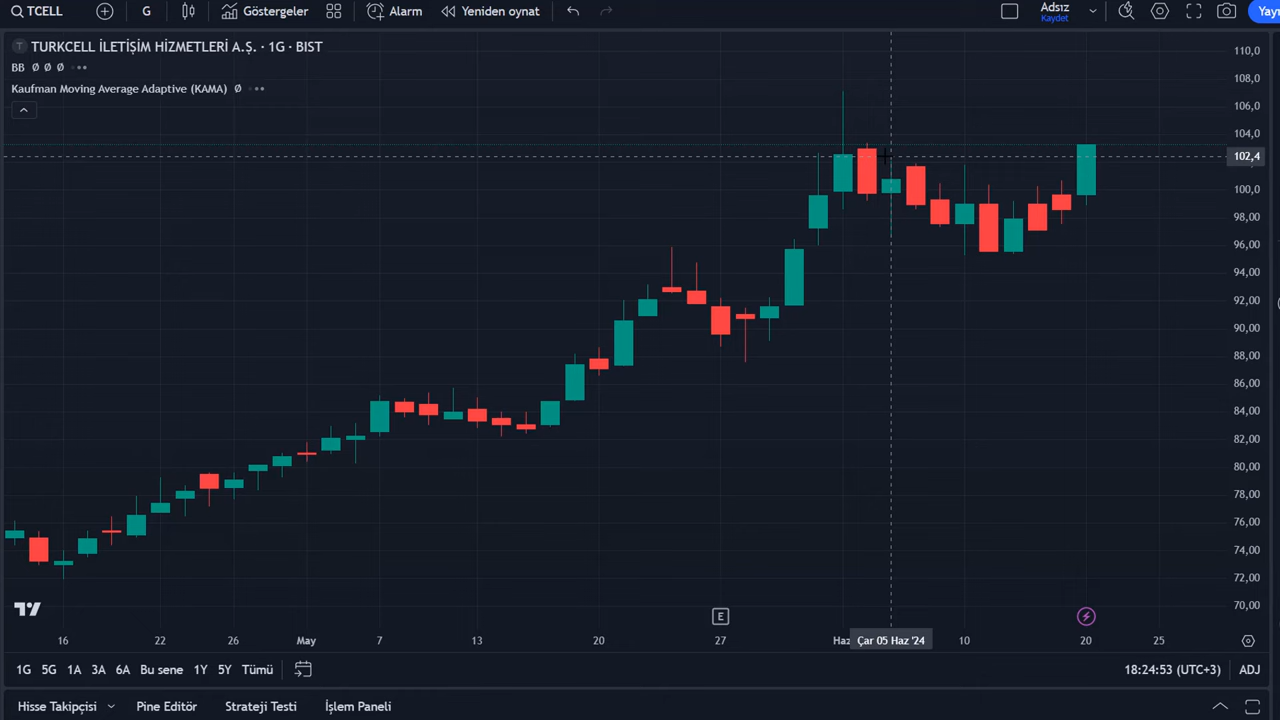 TCELL
G
Göstergeler
Alarm
Yeniden oynat
Adsız
Kaydet
TURKCELL İLETİŞİM HİZMETLERİ A.Ş. · 1G · BIST
BB Ø Ø Ø
Kaufman Moving Average Adaptive (KAMA) Ø
110,0
108,0
106,0
104,0
102,4
100,0
98,00
96,00
94,00
92,00
90,00
88,00
86,00
84,00
82,00
80,00
78,00
76,00
74,00
72,00
70,00
E
16 22 26 May 7 13 20 27 Haz Çar 05 Haz '24 10 20 25
1G 5G 1A 3A 6A Bu sene 1Y 5Y Tümü
18:24:53 (UTC+3) ADJ
Hisse Takipçisi Pine Editör Strateji Testi İşlem Paneli